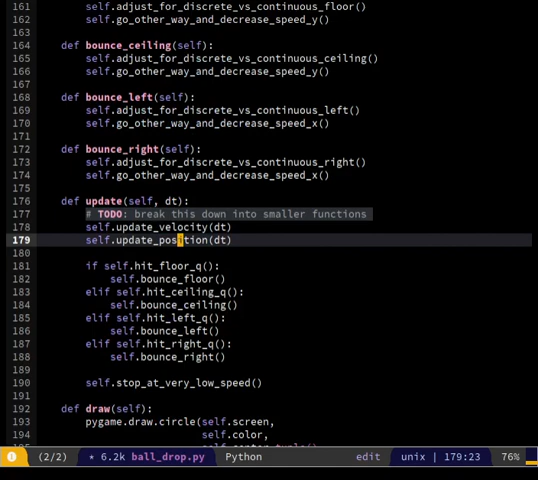 161 self.adjust_for_discrete_vs_continuous_floor()
162 self.go_other_way_and_decrease_speed_y()
163
164 def bounce_ceiling(self):
165 self.adjust_for_discrete_vs_continuous_ceiling()
166 self.go_other_way_and_decrease_speed_y()
167
168 def bounce_left(self):
169 self.adjust_for_discrete_vs_continuous_left()
170 self.go_other_way_and_decrease_speed_x()
171
172 def bounce_right(self):
173 self.adjust_for_discrete_vs_continuous_right()
174 self.go_other_way_and_decrease_speed_x()
175
176 def update(self, dt):
177 # TODO: break this down into smaller functions
178 self.update_velocity(dt)
179 self.update_position(dt)
180
181 if self.hit_floor_q():
182 self.bounce_floor()
183 elif self.hit_ceiling_q():
184 self.bounce_ceiling()
185 elif self.hit_left_q():
186 self.bounce_left()
187 elif self.hit_right_q():
188 self.bounce_right()
189
190 self.stop_at_very_low_speed()
191
192 def draw(self):
193 pygame.draw.circle(self.screen,
194 self.color,
(2/2) * 6.2k ball_drop.py Python edit unix | 179:23 76%